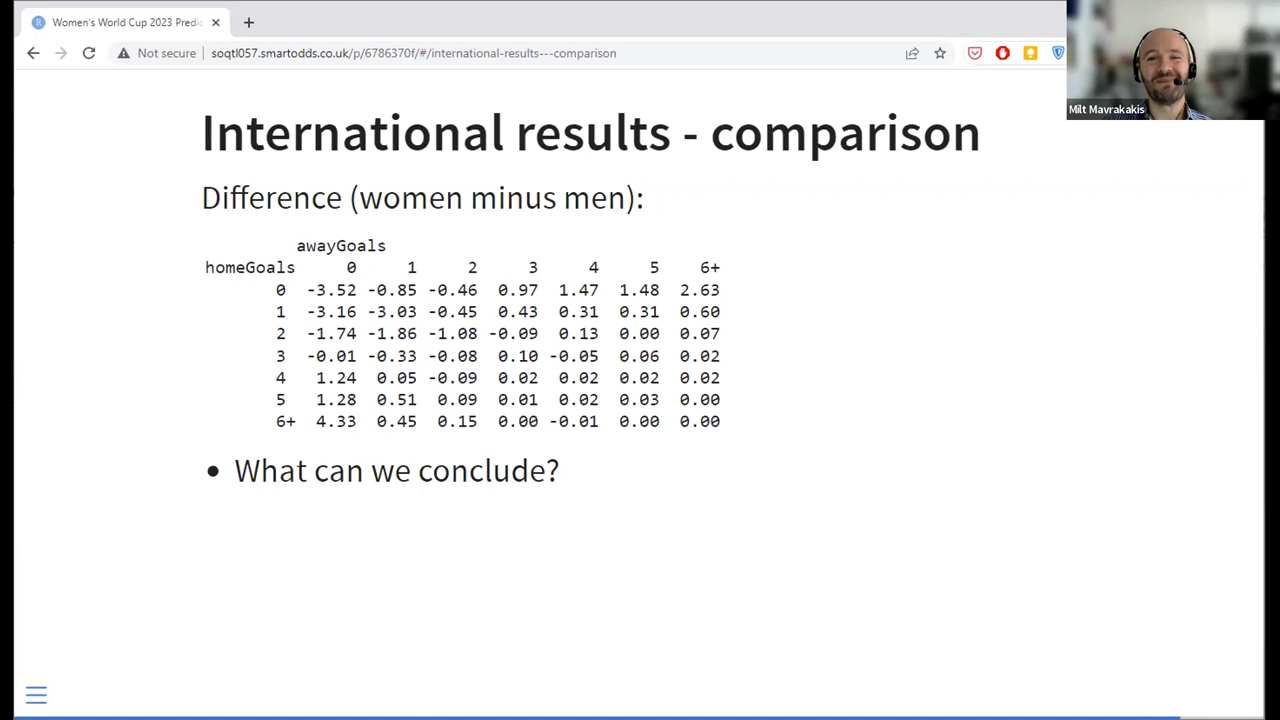 Women's World Cup 2023 Predic
Not secure
soqtl057.smartodds.co.uk/p/6786370f/#/international-results---comparison
Milt Mavrakakis
International results - comparison
Difference (women minus men):
awayGoals
homeGoals 0 1 2 3 4 5 6+
0 -3.52 -0.85 -0.46 0.97 1.47 1.48 2.63
1 -3.16 -3.03 -0.45 0.43 0.31 0.31 0.60
2 -1.74 -1.86 -1.08 -0.09 0.13 0.00 0.07
3 -0.01 -0.33 -0.08 0.10 -0.05 0.06 0.02
4 1.24 0.05 -0.09 0.02 0.02 0.02 0.02
5 1.28 0.51 0.09 0.01 0.02 0.03 0.00
6+ 4.33 0.45 0.15 0.00 -0.01 0.00 0.00
• What can we conclude?